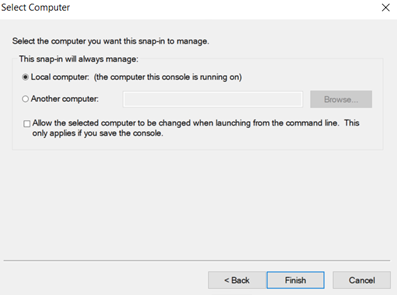 Select Computer
Select the computer you want this snap-in to manage.
This snap-in will always manage:
Local computer: (the computer this console is running on)
Another computer:
Browse...
Allow the selected computer to be changed when launching from the command line. This
only applies if you save the console.
< Back
Finish
Cancel